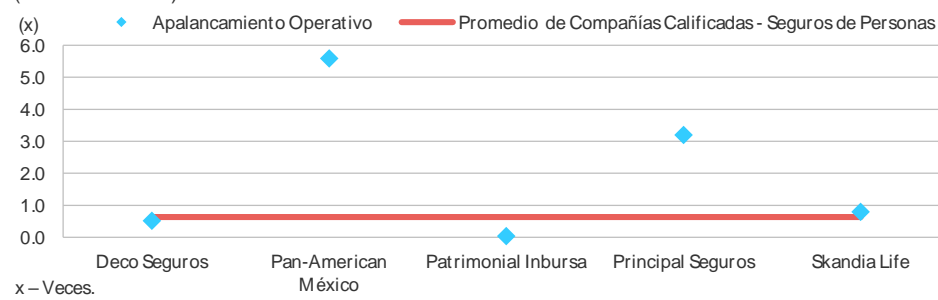 (x)
Apalancamiento Operativo
Promedio de Compañías Calificadas - Seguros de Personas
6.0
5.0
4.0
3.0
2.0
1.0
0.0
Deco Seguros
Pan-American México
Patrimonial Inbursa
Principal Seguros
Skandia Life
x – Veces.